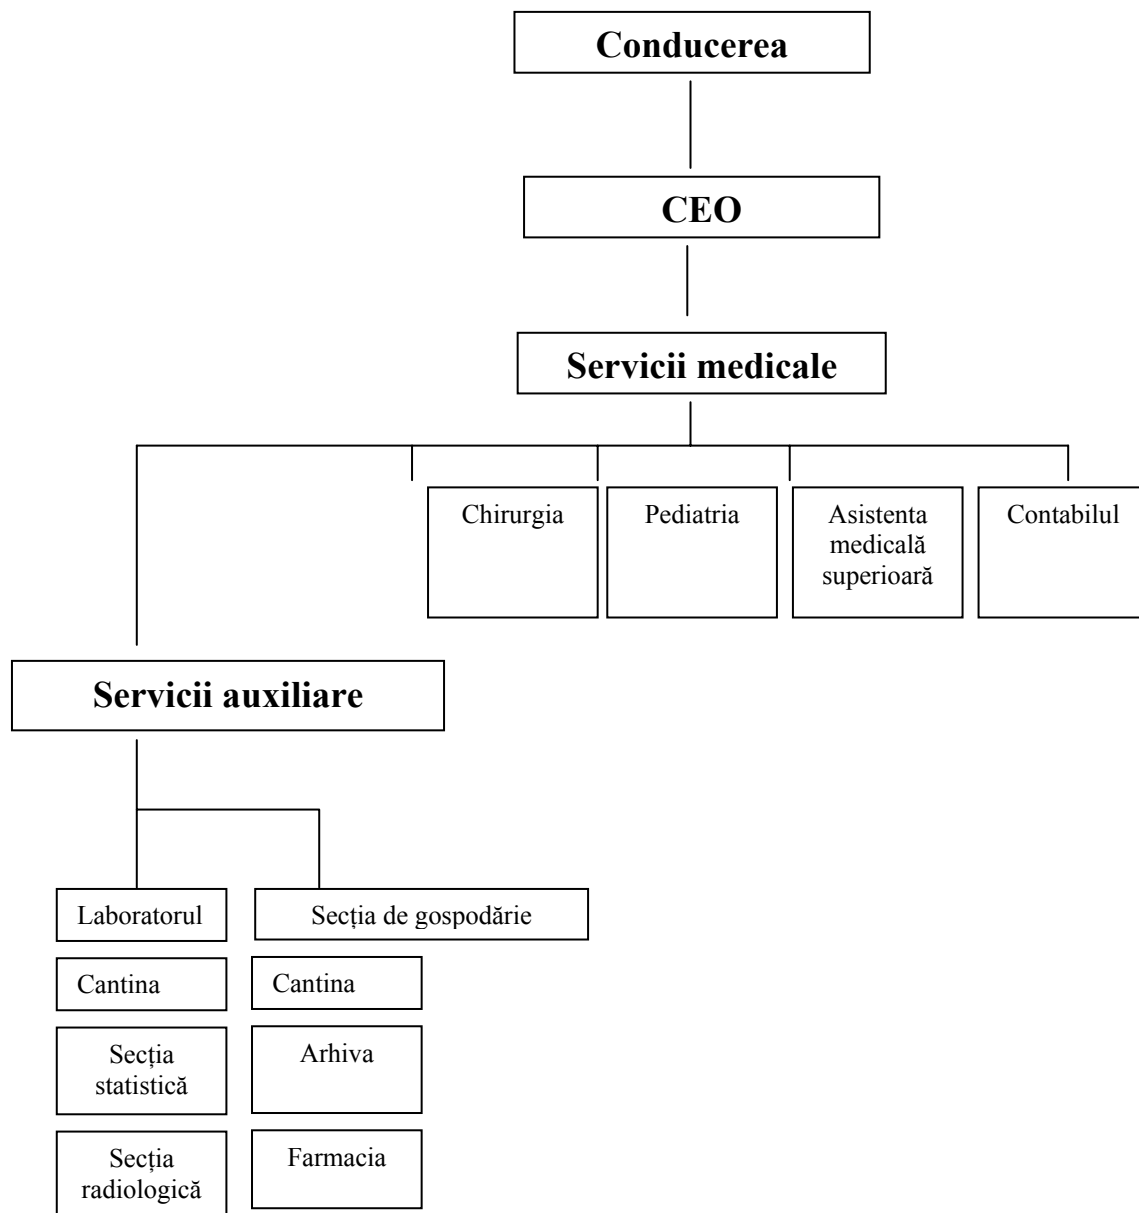 Conducerea
CEO
Servicii medicale
Chirurgia
Pediatria
Asistenta
medicală
superioară
Contabilul
Servicii auxiliare
Laboratorul
Secția de gospodărie
Cantina
Cantina
Secția
statistică
Arhiva
Secția
radiologică
Farmacia